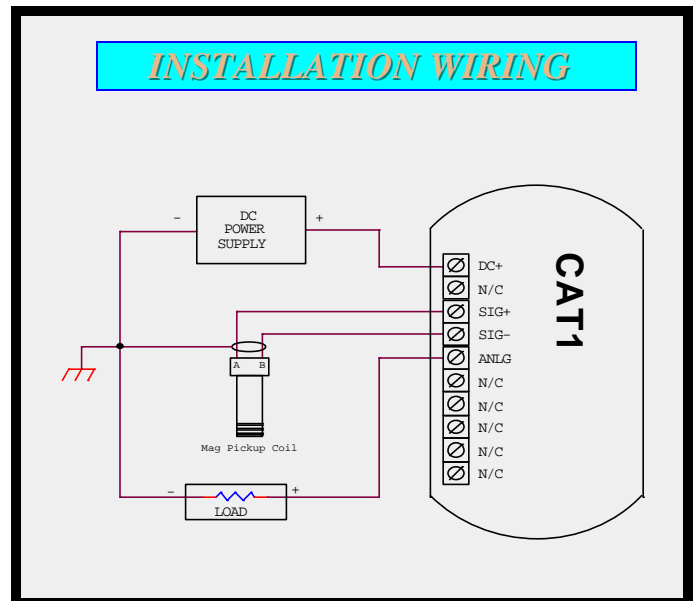 INSTALLATION WIRING
- DC POWER SUPPLY +
DC+
N/C
SIG+
SIG-
ANLG
N/C
N/C
N/C
N/C
N/C
CAT1
A B
Mag Pickup Coil
- +
LOAD